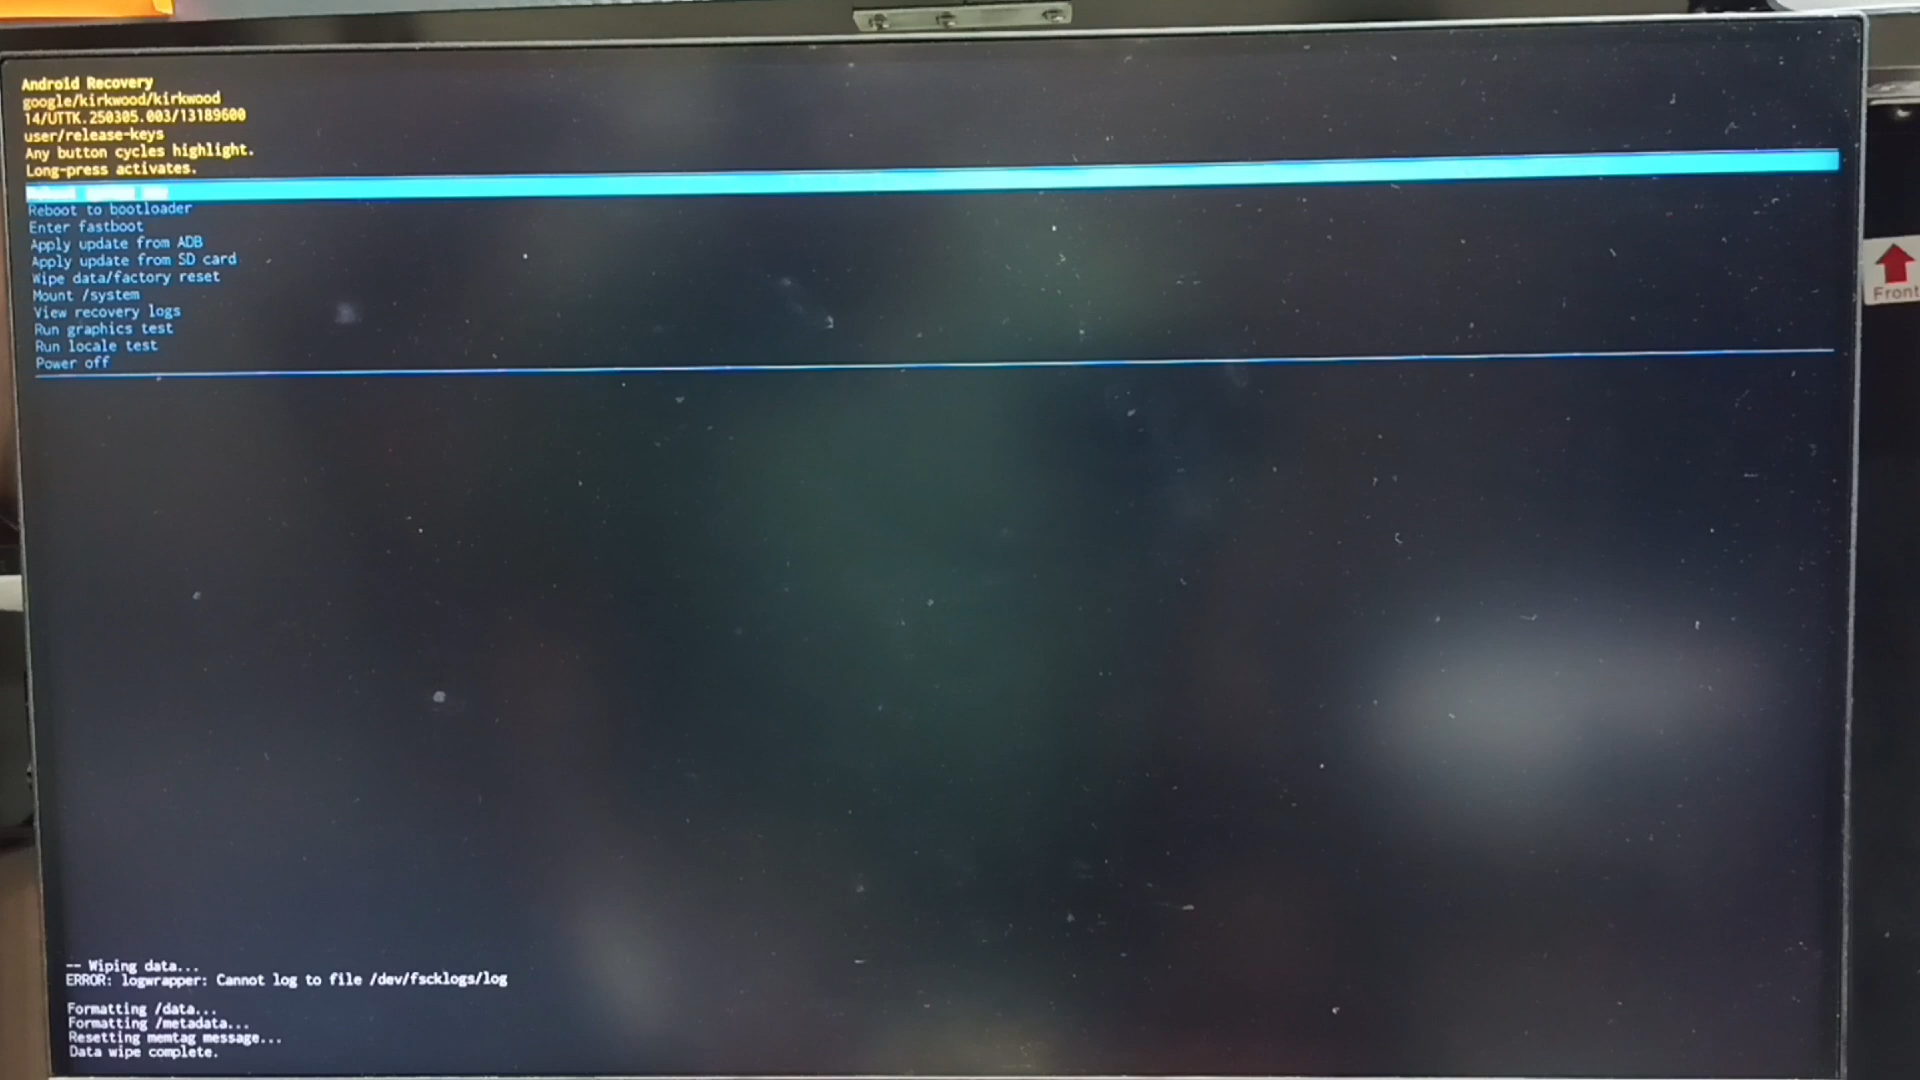 Android Recovery
google/kirkwood/kirkwood
14/UTTK.250305.003/13189600
user/release-keys
Any button cycles highlight.
Long-press activates.
Reboot system now
Reboot to bootloader
Enter fastboot
Apply update from ADB
Apply update from SD card
Wipe data/factory reset
Mount /system
View recovery logs
Run graphics test
Run locale test
Power off
Front
-- Wiping data...
ERROR: logwrapper: Cannot log to file /dev/fscklogs/log
Formatting /data...
Formatting /metadata...
Resetting memtag message...
Data wipe complete.